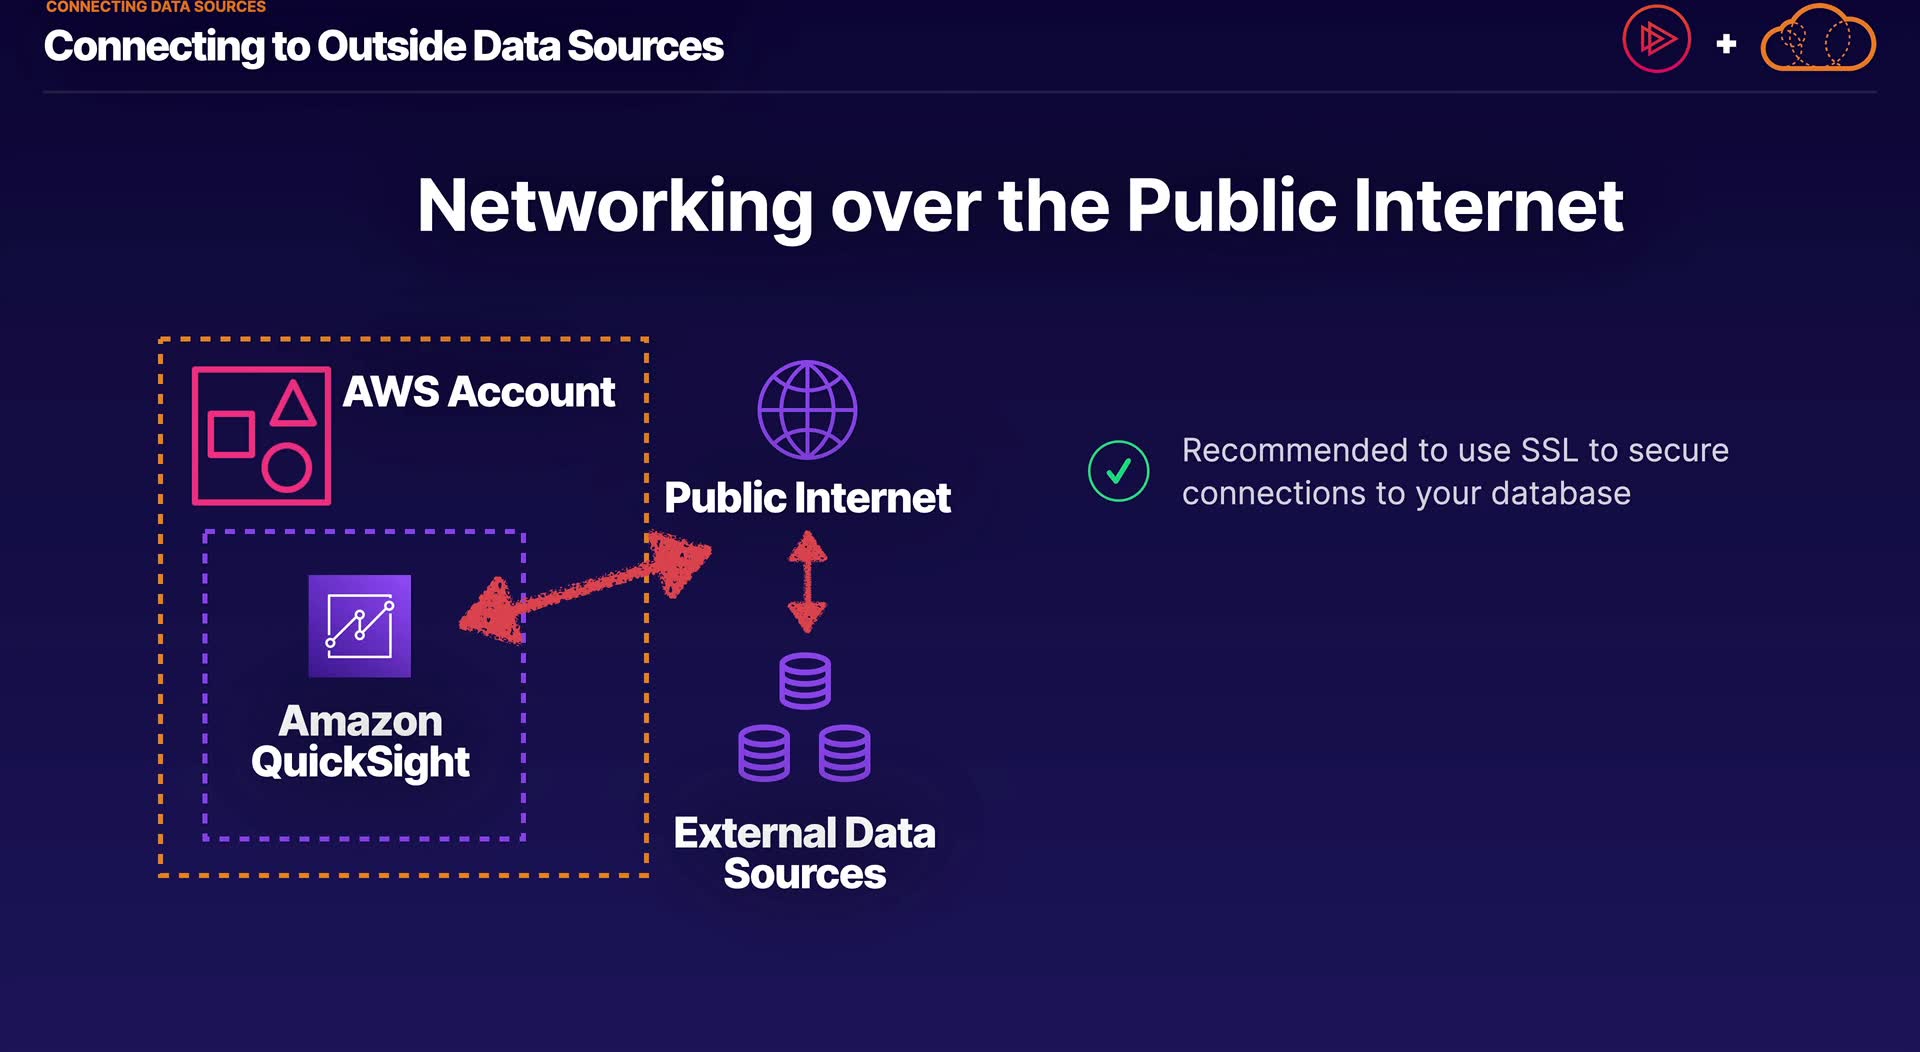 CONNECTING DATA SOURCES
Connecting to Outside Data Sources
+
Networking over the Public Internet
AWS Account
Public Internet
Recommended to use SSL to secure
connections to your database
Amazon
QuickSight
External Data
Sources